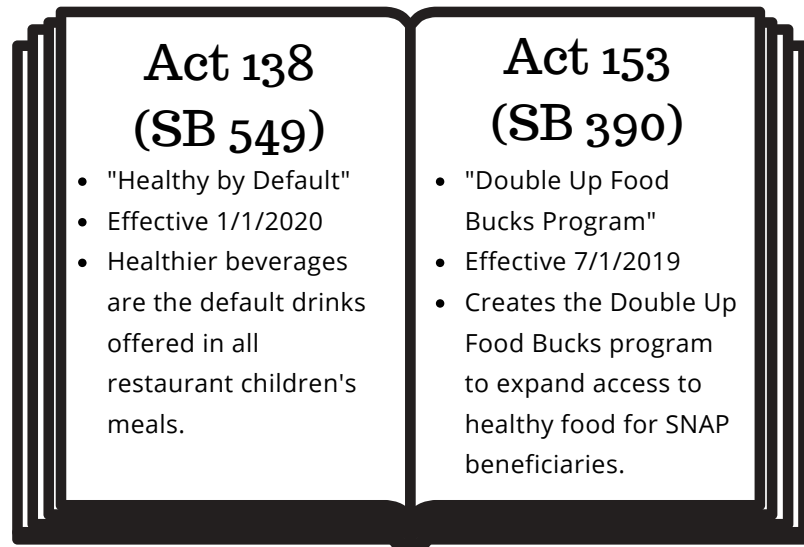 Act 138
(SB 549)
• "Healthy by Default"
• Effective 1/1/2020
• Healthier beverages
are the default drinks
offered in all
restaurant children's
meals.
Act 153
(SB 390)
• "Double Up Food
Bucks Program"
• Effective 7/1/2019
• Creates the Double Up
Food Bucks program
to expand access to
healthy food for SNAP
beneficiaries.